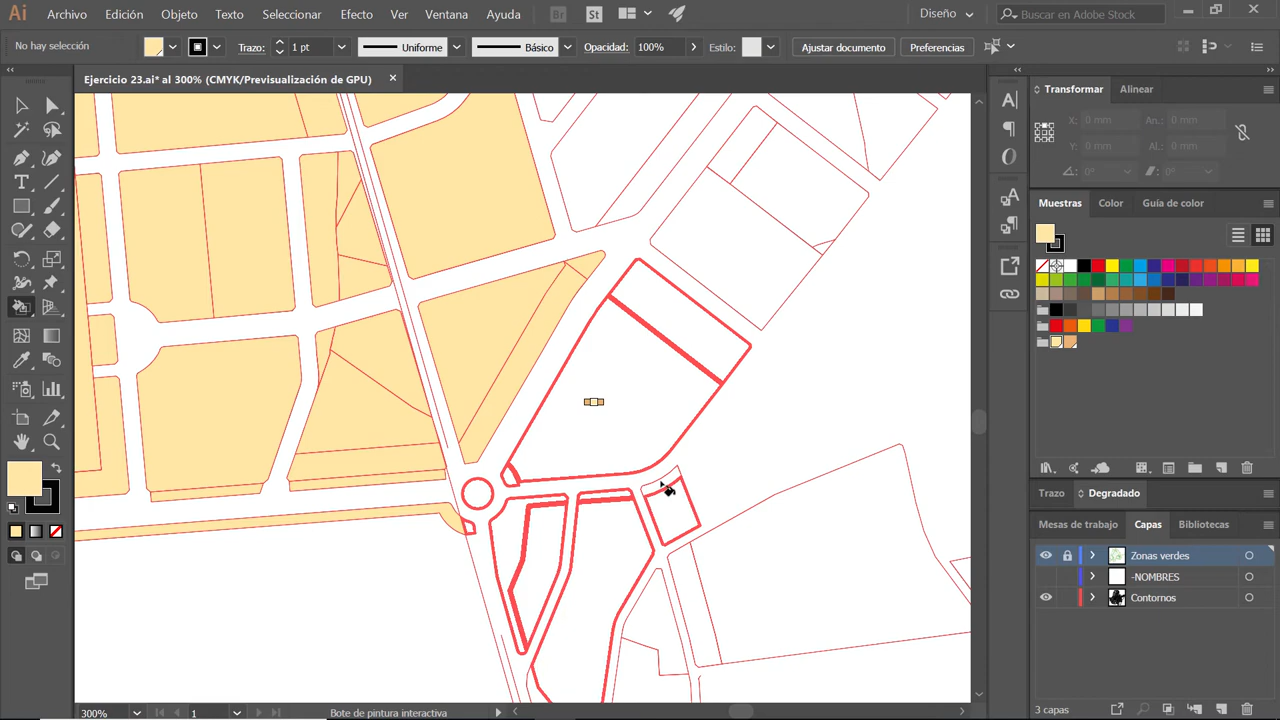 Ai Archivo Edición Objeto Texto Seleccionar Efecto Ver Ventana Ayuda Br St Diseño Buscar en Adobe Stock
No hay selección Trazo: 1 pt Uniforme Básico Opacidad: 100% Estilo: Ajustar documento Preferencias
Ejercicio 23.ai* al 300% (CMYK/Previsualización de GPU)
Transformar Alinear
X: 0 mm An.: 0 mm
Y: 0 mm Al.: 0 mm
0°
Muestras Color Guía de color
Trazo Degradado
Mesas de trabajo Capas Bibliotecas
Zonas verdes
-NOMBRES
Contornos
300% 1 Bote de pintura interactiva 3 capas